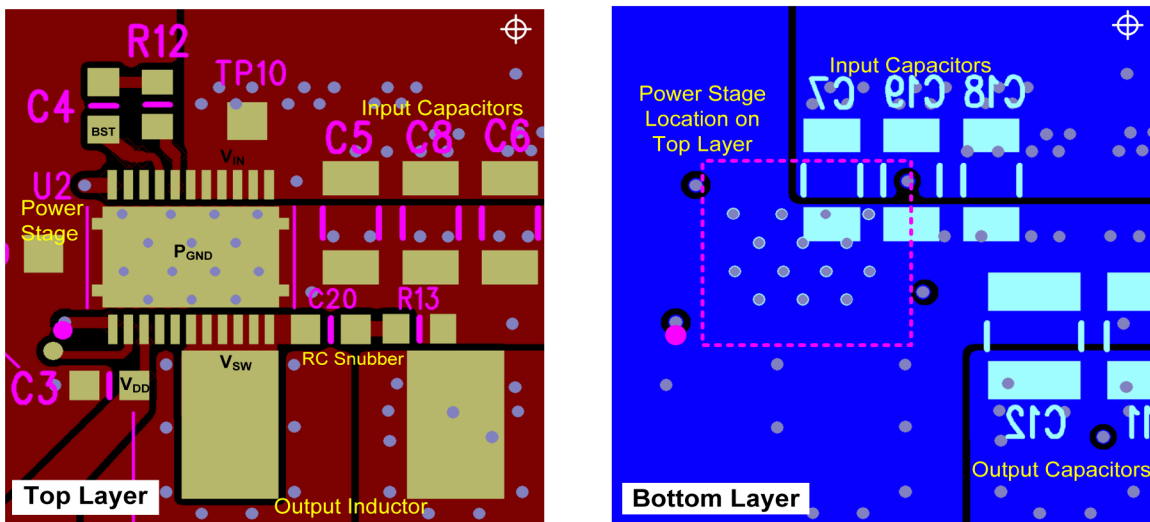 R12
TP10
C4
Input Capacitors
BST
C5 C8 C6
VIN
U2
Power
Stage
PGND
C20 R13
RC Snubber
VSW
VDD
C3
Output Inductor
Top Layer
Input Capacitors
Power Stage
Location on
Top Layer
C7 C19 C18
C12
Output Capacitors
Bottom Layer